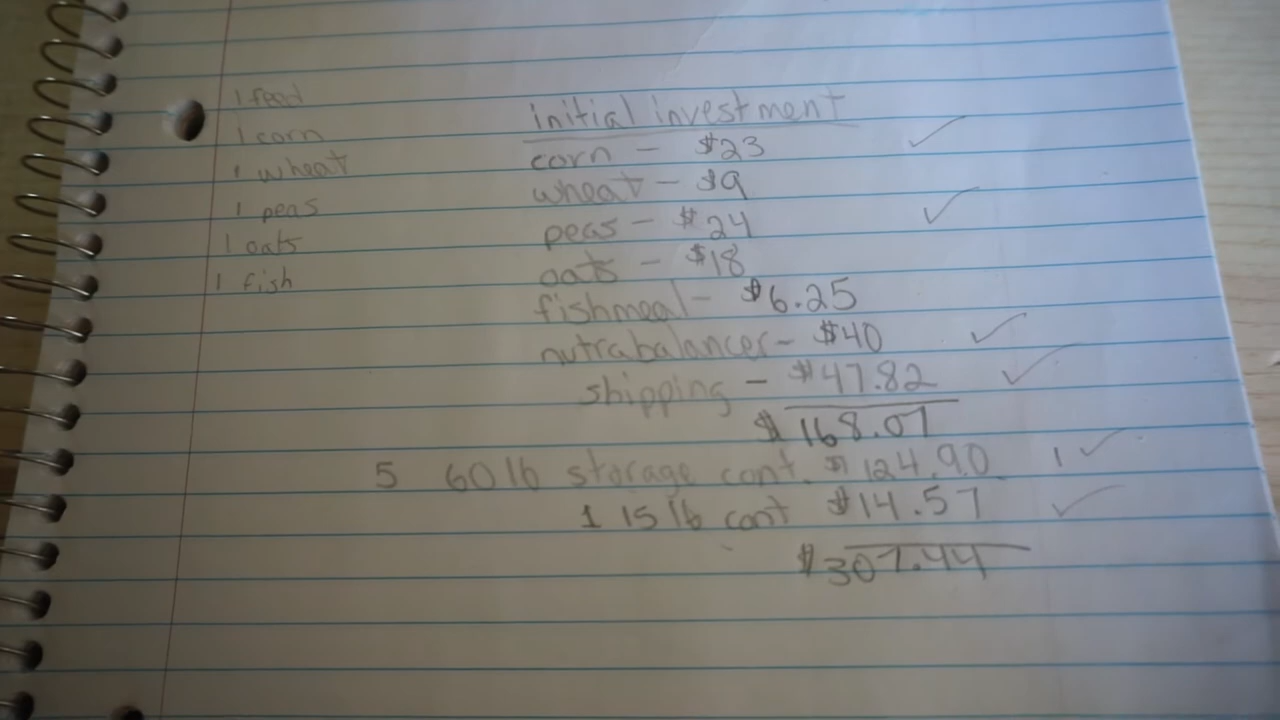 1 feed
1 corn
1 wheat
1 peas
1 oats
1 fish
initial investment
corn - $23 ✓
wheat - $9
peas - $24 ✓
oats - $18
fishmeal - $6.25
nutrabalancer - $40 ✓
shipping - $47.82 ✓
$168.07
5 60 lb storage cont. $124.90 1 ✓
1 15 lb cont $14.57 ✓
$307.44